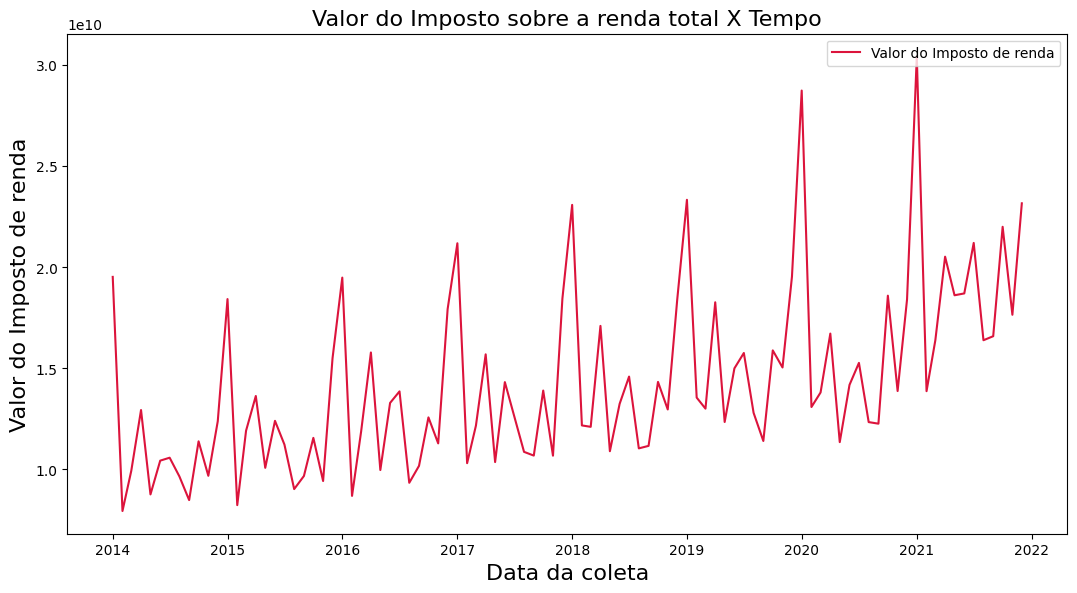 Valor do Imposto sobre a renda total X Tempo
1e10
Valor do Imposto de renda
3.0
2.5
2.0
1.5
1.0
Valor do Imposto de renda
2014 2015 2016 2017 2018 2019 2020 2021 2022
Data da coleta